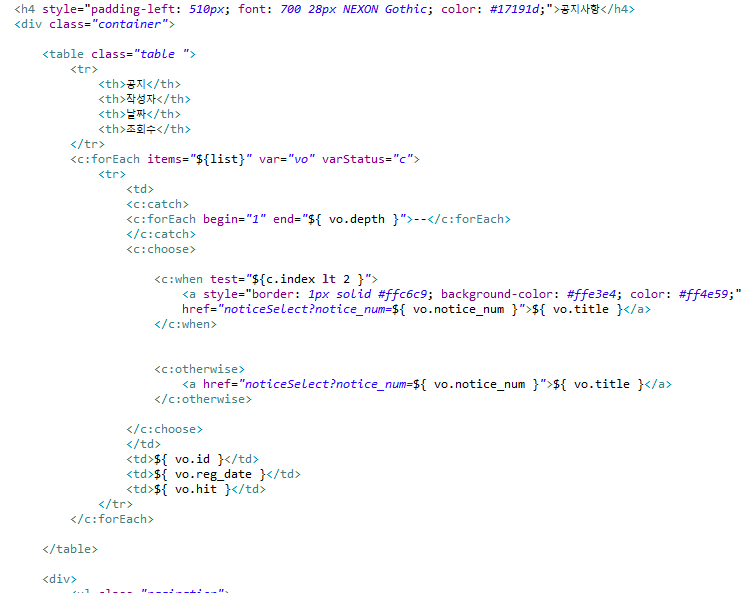 <h4 style="padding-left: 510px; font: 700 28px NEXON Gothic; color: #17191d;">공지사항</h4>
<div class="container">
<table class="table ">
<tr>
<th>공지</th>
<th>작성자</th>
<th>날짜</th>
<th>조회수</th>
</tr>
<c:forEach items="${list}" var="vo" varStatus="c">
<tr>
<td>
<c:catch>
<c:forEach begin="1" end="${ vo.depth }">--</c:forEach>
</c:catch>
<c:choose>
<c:when test="${c.index lt 2 }">
<a style="border: 1px solid #ffc6c9; background-color: #ffe3e4; color: #ff4e59;"
href="noticeSelect?notice_num=${ vo.notice_num }">${ vo.title }</a>
</c:when>
<c:otherwise>
<a href="noticeSelect?notice_num=${ vo.notice_num }">${ vo.title }</a>
</c:otherwise>
</c:choose>
</td>
<td>${ vo.id }</td>
<td>${ vo.reg_date }</td>
<td>${ vo.hit }</td>
</tr>
</c:forEach>
</table>
<div>